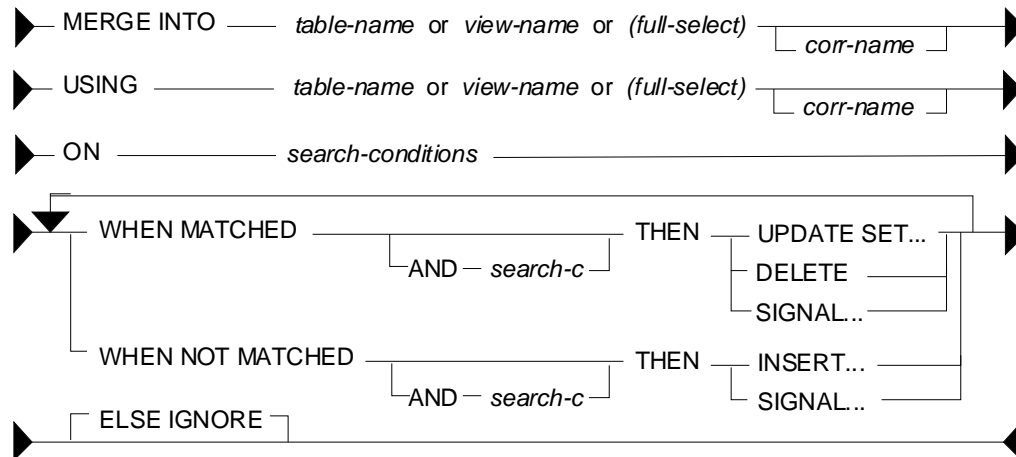 MERGE INTO table-name or view-name or (full-select) corr-name
USING table-name or view-name or (full-select) corr-name
ON search-conditions
WHEN MATCHED AND search-c THEN UPDATE SET...
DELETE
SIGNAL...
WHEN NOT MATCHED AND search-c THEN INSERT...
SIGNAL...
ELSE IGNORE